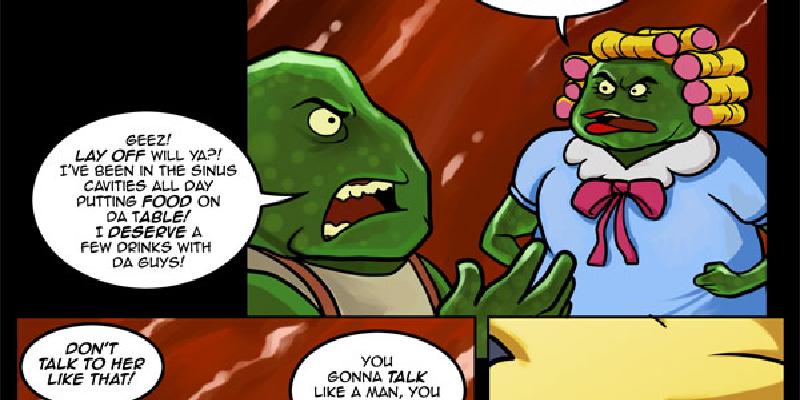 GEEZ!
LAY OFF WILL YA?!
I'VE BEEN IN THE SINUS
CAVITIES ALL DAY
PUTTING FOOD ON
DA TABLE!
I DESERVE A
FEW DRINKS WITH
DA GUYS!
DON'T
TALK TO HER
LIKE THAT!
YOU
GONNA TALK
LIKE A MAN, YOU